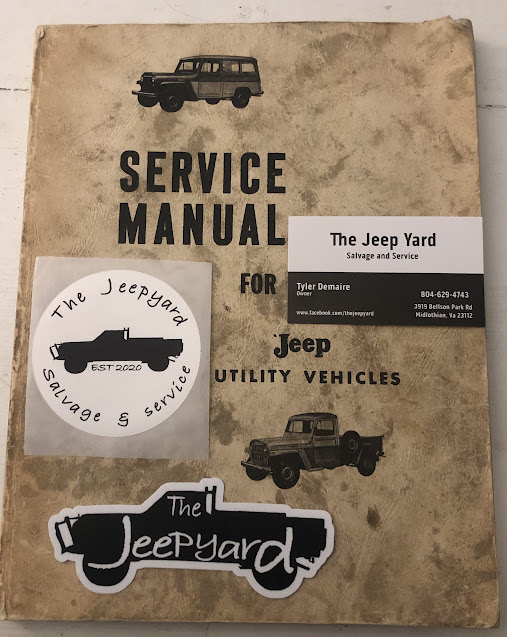 SERVICE
MANUAL
FOR
Jeep
UTILITY VEHICLES
The Jeep Yard
Salvage and Service
Tyler Demaire
Owner
804-629-4743
www.facebook.com/thejeepyard
3919 Bellson Park Rd
Midlothian, Va 23112
The Jeepyard
EST 2020
Salvage & service
The
Jeepyard